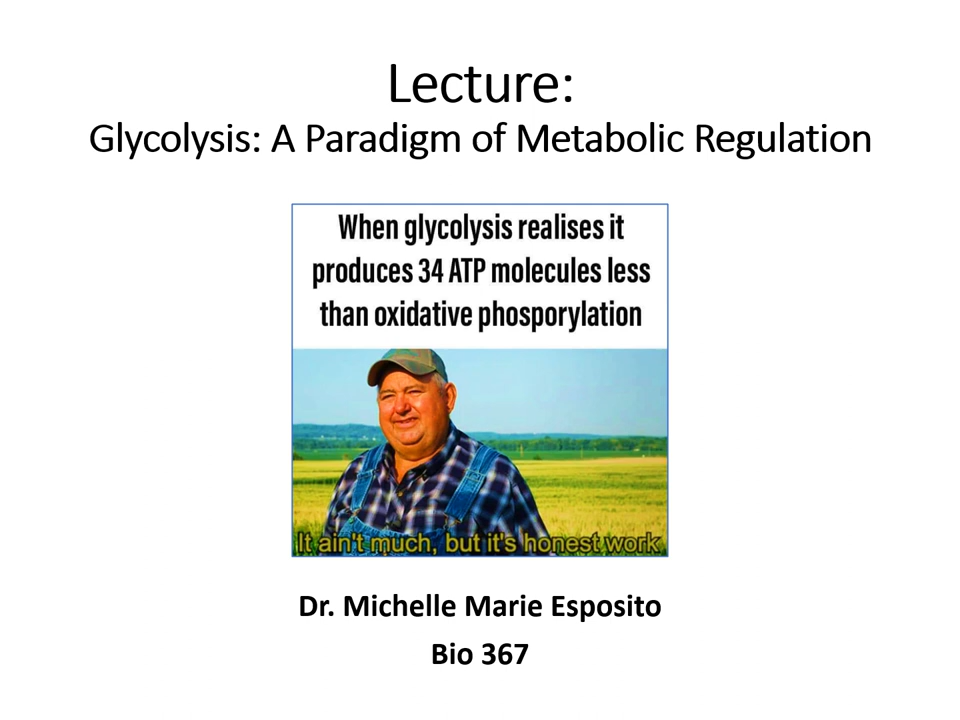 Lecture:
Glycolysis: A Paradigm of Metabolic Regulation
When glycolysis realises it
produces 34 ATP molecules less
than oxidative phosporylation
It ain't much, but it's honest work
Dr. Michelle Marie Esposito
Bio 367